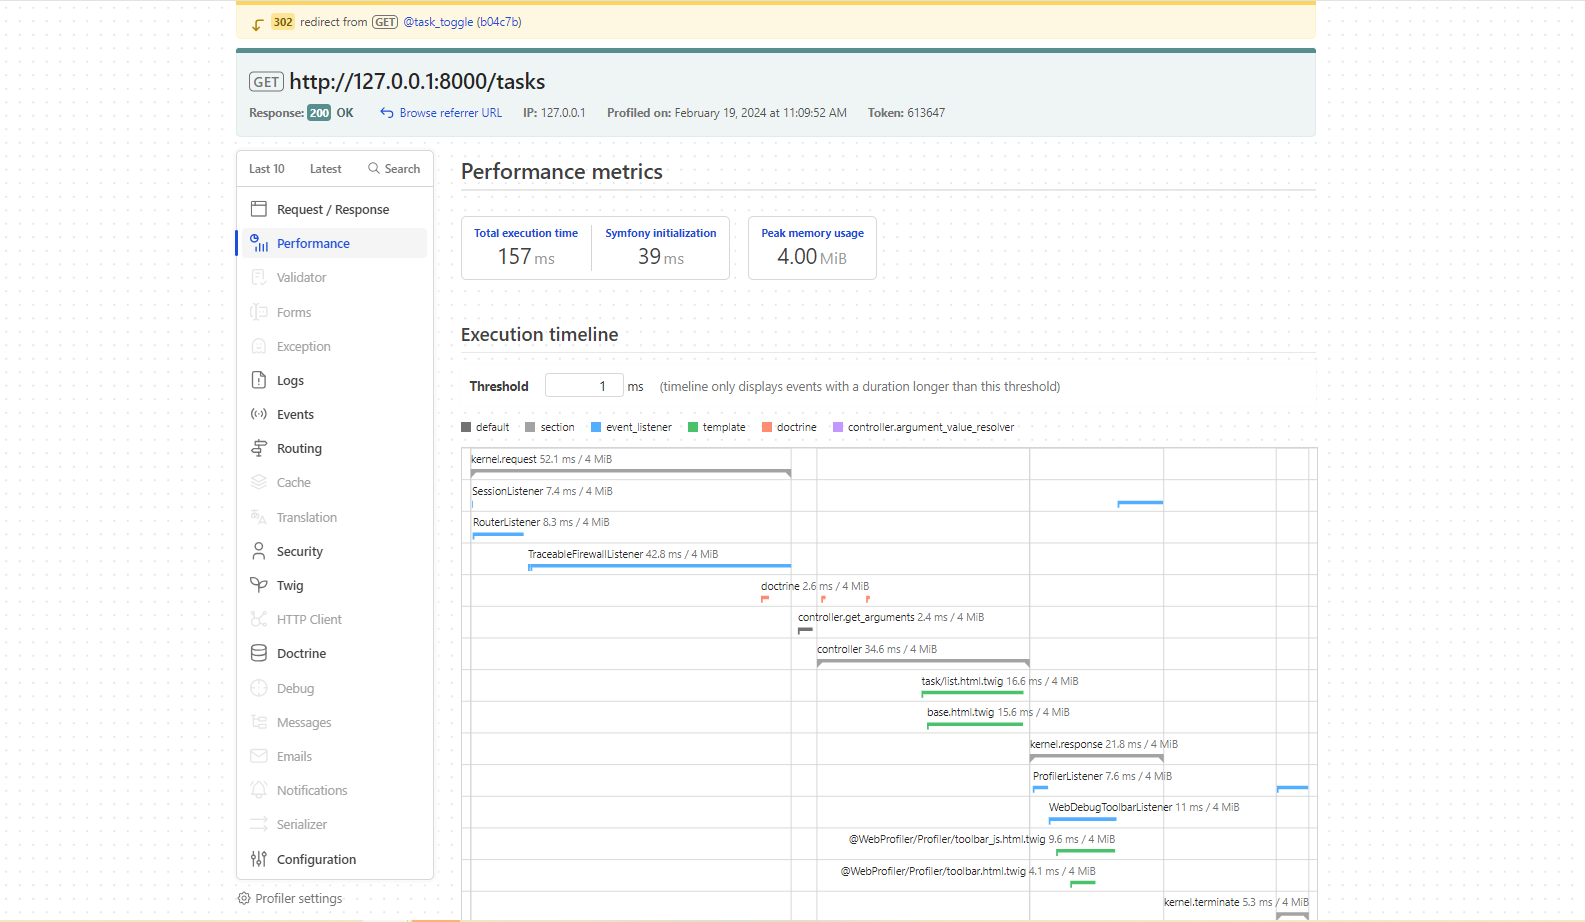 302 redirect from GET @task_toggle (b04c7b)
GET http://127.0.0.1:8000/tasks
Response: 200 OK Browse referrer URL IP: 127.0.0.1 Profiled on: February 19, 2024 at 11:09:52 AM Token: 613647
Last 10 Latest Search
Request / Response
Performance
Validator
Forms
Exception
Logs
Events
Routing
Cache
Translation
Security
Twig
HTTP Client
Doctrine
Debug
Messages
Emails
Notifications
Serializer
Configuration
Profiler settings
Performance metrics
Total execution time Symfony initialization Peak memory usage
157 ms 39 ms 4.00 MiB
Execution timeline
Threshold 1 ms (timeline only displays events with a duration longer than this threshold)
default section event_listener template doctrine controller.argument_value_resolver
kernel.request 52.1 ms / 4 MiB
SessionListener 7.4 ms / 4 MiB
RouterListener 8.3 ms / 4 MiB
TraceableFirewallListener 42.8 ms / 4 MiB
doctrine 2.6 ms / 4 MiB
controller.get_arguments 2.4 ms / 4 MiB
controller 34.6 ms / 4 MiB
task/list.html.twig 16.6 ms / 4 MiB
base.html.twig 15.6 ms / 4 MiB
kernel.response 21.8 ms / 4 MiB
ProfilerListener 7.6 ms / 4 MiB
WebDebugToolbarListener 11 ms / 4 MiB
@WebProfiler/Profiler/toolbar_js.html.twig 9.6 ms / 4 MiB
@WebProfiler/Profiler/toolbar.html.twig 4.1 ms / 4 MiB
kernel.terminate 5.3 ms / 4 MiB